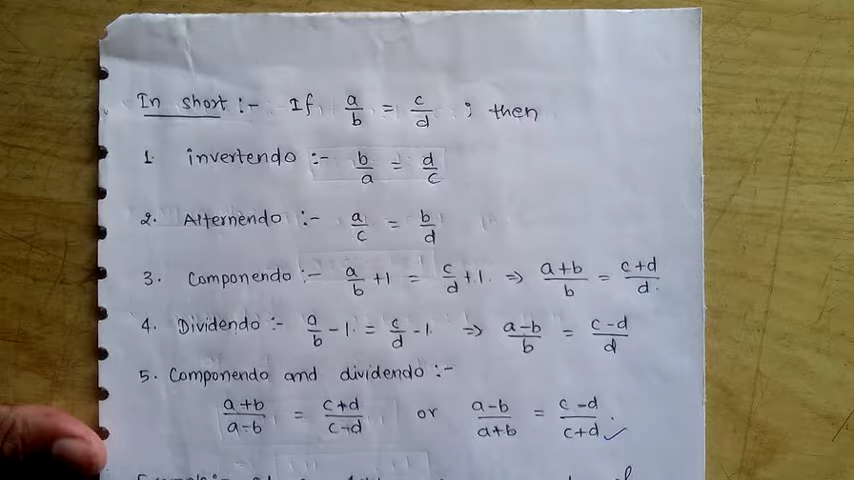 In short :- If a/b = c/d ; then
1. invertendo :- b/a = d/c
2. Alternendo :- a/c = b/d
3. Componendo :- a/b +1 = c/d +1. ⇒ a+b/b = c+d/d.
4. Dividendo :- a/b -1. = c/d -1. ⇒ a-b/b = c-d/d
5. Componendo and dividendo :-
a+b/a-b = c+d/c-d or a-b/a+b = c-d/c+d. ✓